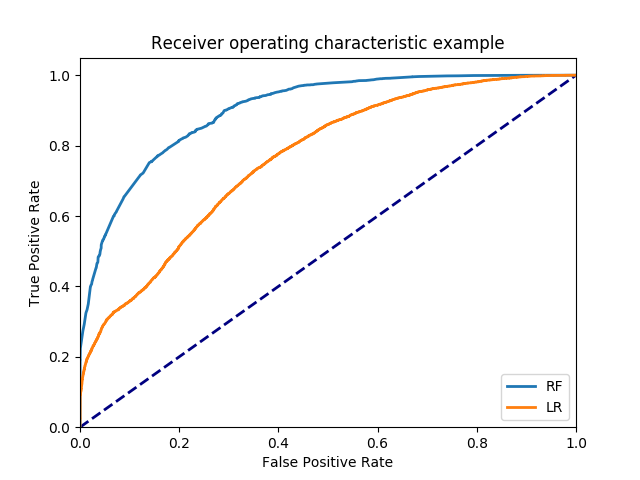 Receiver operating characteristic example
True Positive Rate
1.0
0.8
0.6
0.4
0.2
0.0
RF
LR
0.0 0.2 0.4 0.6 0.8 1.0
False Positive Rate